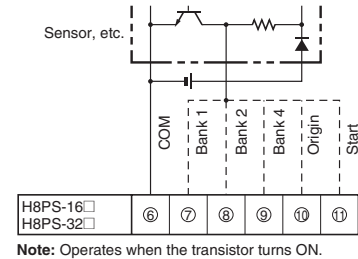 Sensor, etc.
COM
Bank 1
Bank 2
Bank 4
Origin
Start
H8PS-16□
H8PS-32□
⑥ ⑦ ⑧ ⑨ ⑩ ⑪
Note: Operates when the transistor turns ON.